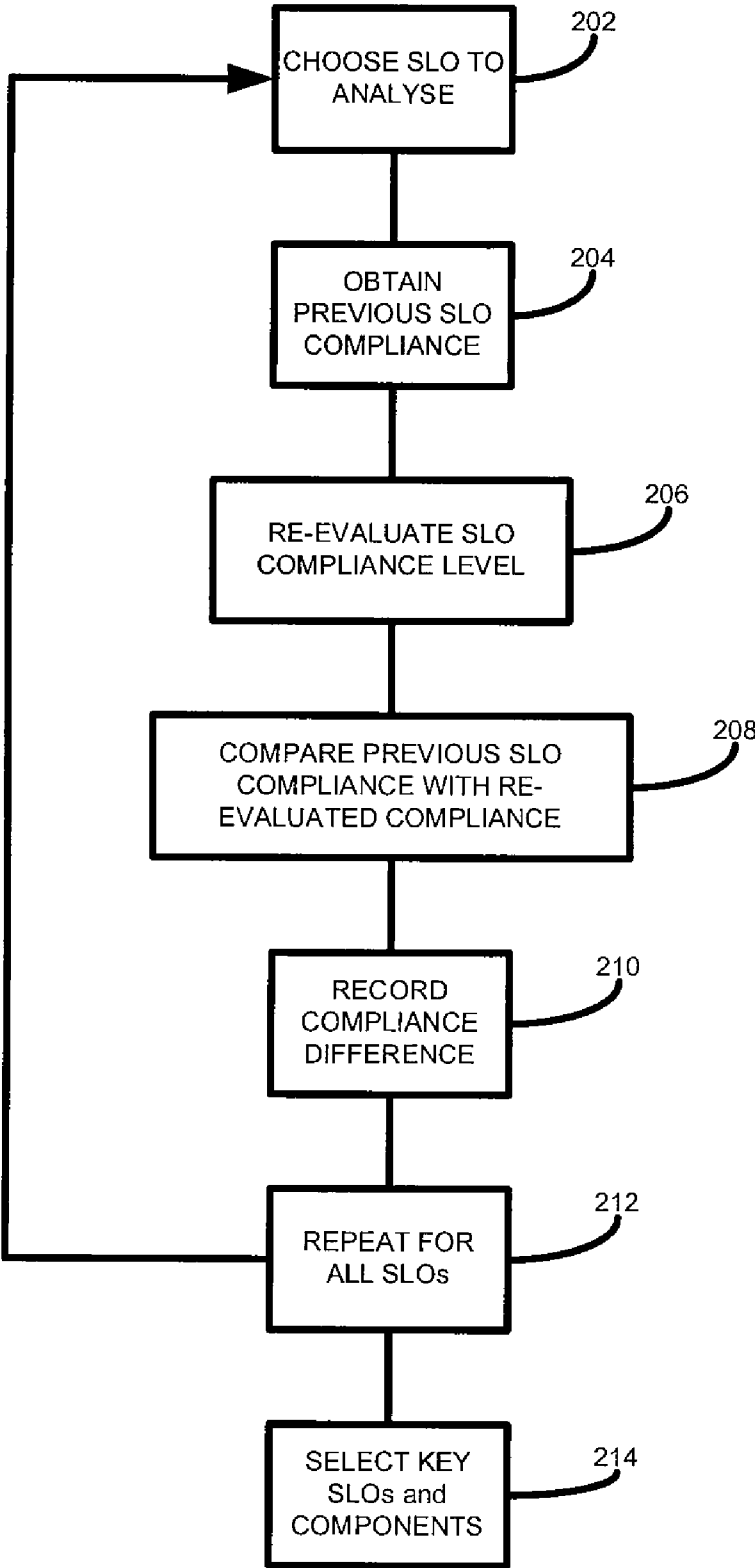 202
CHOOSE SLO TO
ANALYSE
204
OBTAIN
PREVIOUS SLO
COMPLIANCE
206
RE-EVALUATE SLO
COMPLIANCE LEVEL
208
COMPARE PREVIOUS SLO
COMPLIANCE WITH RE-
EVALUATED COMPLIANCE
210
RECORD
COMPLIANCE
DIFFERENCE
212
REPEAT FOR
ALL SLOs
214
SELECT KEY
SLOs and
COMPONENTS